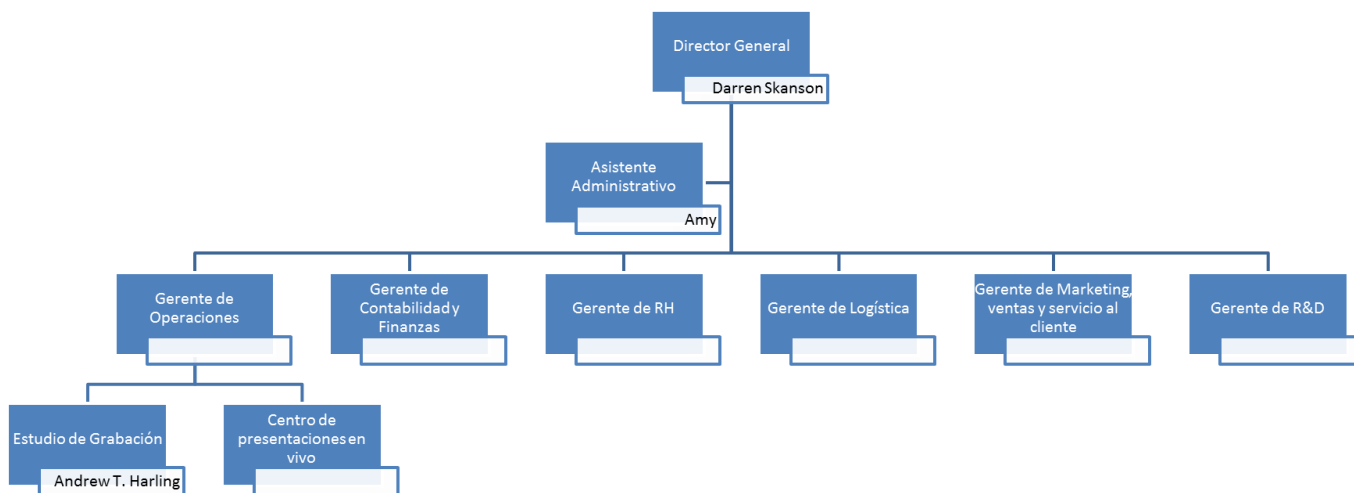 Director General
Darren Skanson
Asistente
Administrativo
Amy
Gerente de
Operaciones
Gerente de
Contabilidad y
Finanzas
Gerente de RH
Gerente de Logística
Gerente de Marketing,
ventas y servicio al
cliente
Gerente de R&D
Estudio de Grabación
Andrew T. Harling
Centro de
presentaciones en
vivo